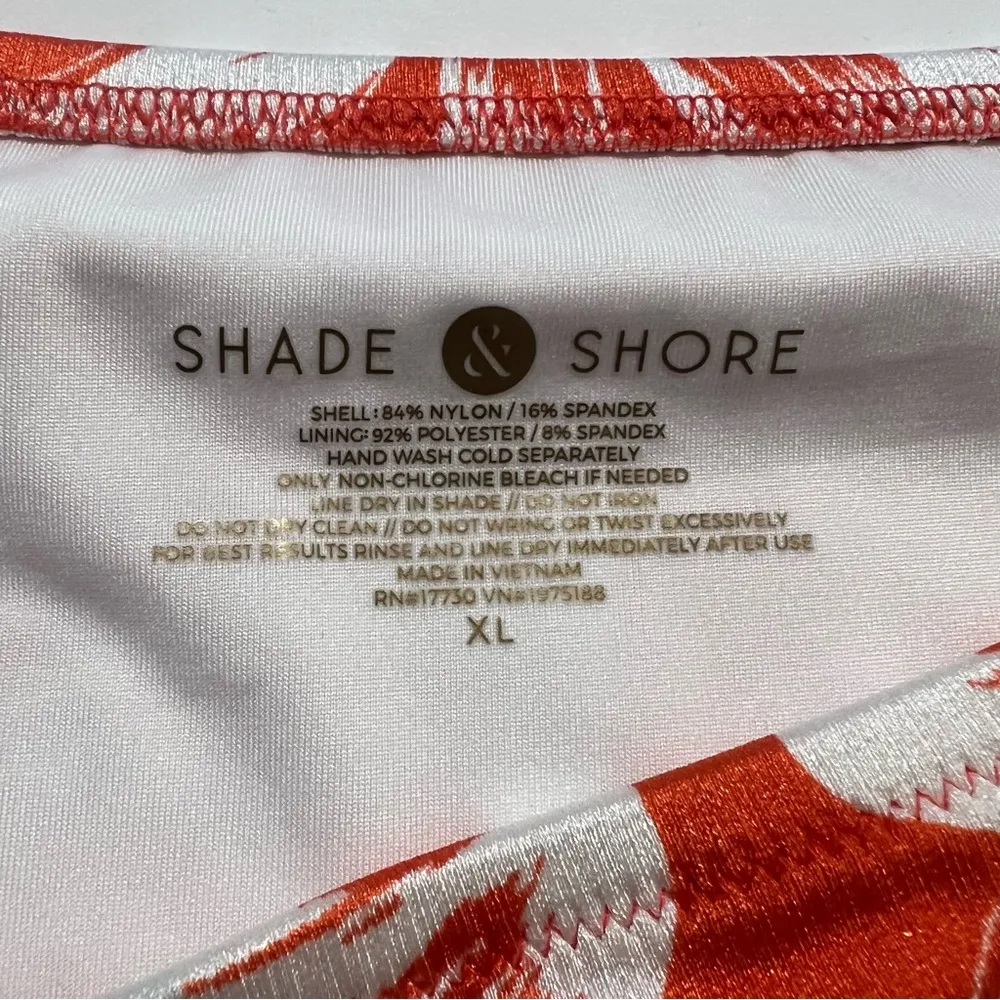 SHADE & SHORE
SHELL: 84% NYLON / 16% SPANDEX
LINING: 92% POLYESTER / 8% SPANDEX
HAND WASH COLD SEPARATELY
ONLY NON-CHLORINE BLEACH IF NEEDED
LINE DRY IN SHADE // DO NOT IRON
DO NOT DRY CLEAN // DO NOT WRING OR TWIST EXCESSIVELY
FOR BEST RESULTS RINSE AND LINE DRY IMMEDIATELY AFTER USE
MADE IN VIETNAM
RN#17730 VN#1975188
XL